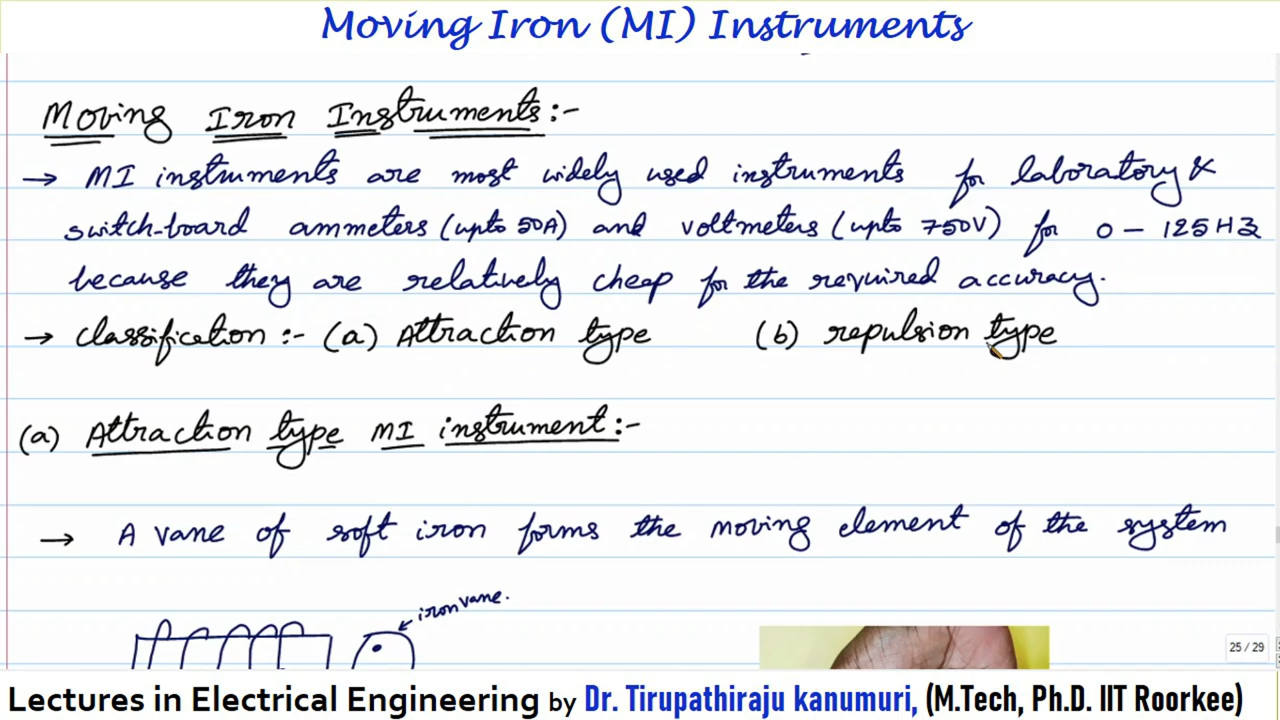 Moving Iron (MI) Instruments
Moving Iron Instruments:-
→ MI instruments are most widely used instruments for laboratory &
switch-board ammeters (upto 50A) and voltmeters (upto 750V) for 0 - 125Hz
because they are relatively cheap for the required accuracy.
→ classification :- (a) Attraction type (b) repulsion type
(a) Attraction type MI instrument:-
→ A vane of soft iron forms the moving element of the system
iron vane.
25 / 29
Lectures in Electrical Engineering by Dr. Tirupathiraju kanumuri, (M.Tech, Ph.D. IIT Roorkee)